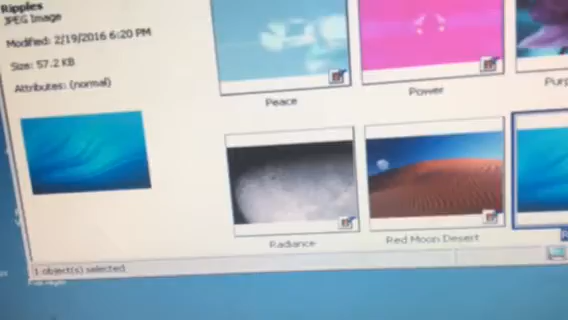 Ripples
JPEG Image
Modified: 2/19/2016 6:20 PM
Size: 57.2 KB
Attributes: (normal)
Peace
Power
Purp
Radiance
Red Moon Desert
1 object(s) selected